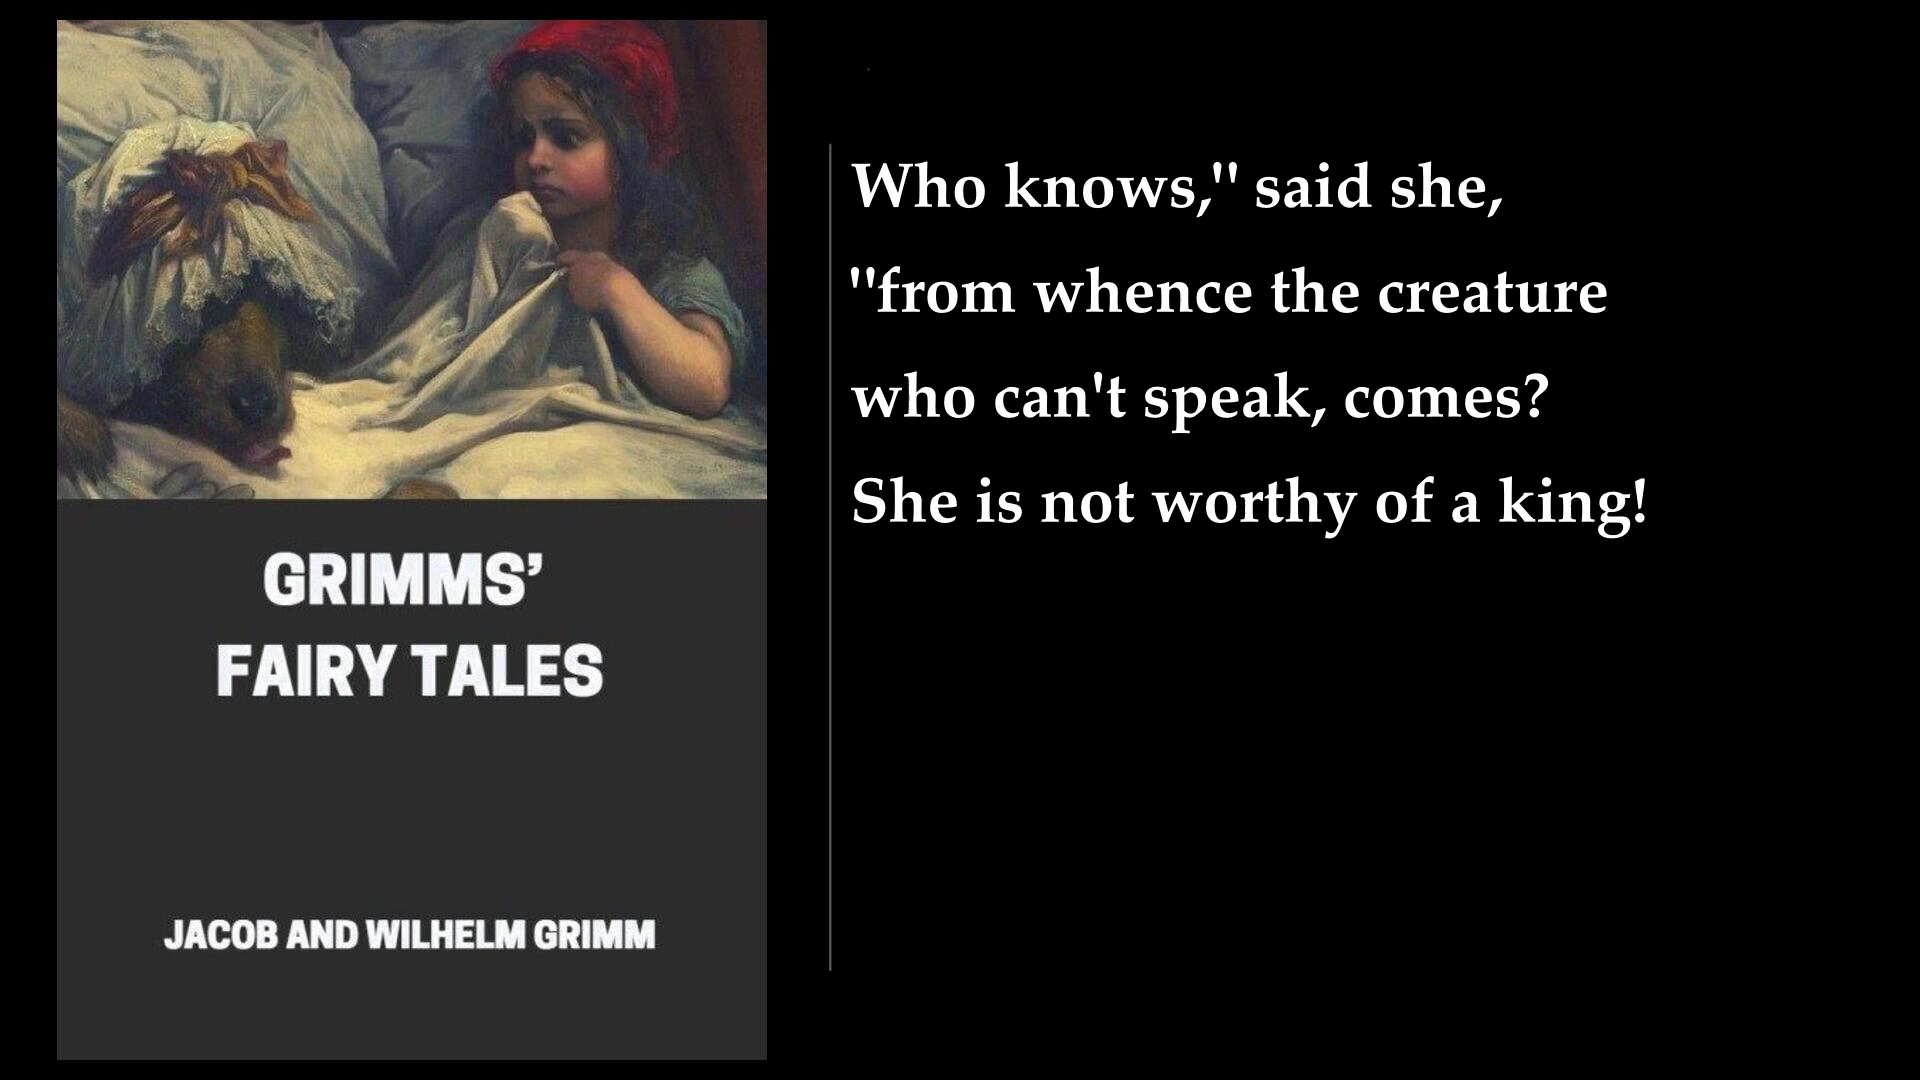 GRIMMS’
FAIRY TALES
JACOB AND WILHELM GRIMM
Who knows," said she,
"from whence the creature
who can't speak, comes?
She is not worthy of a king!